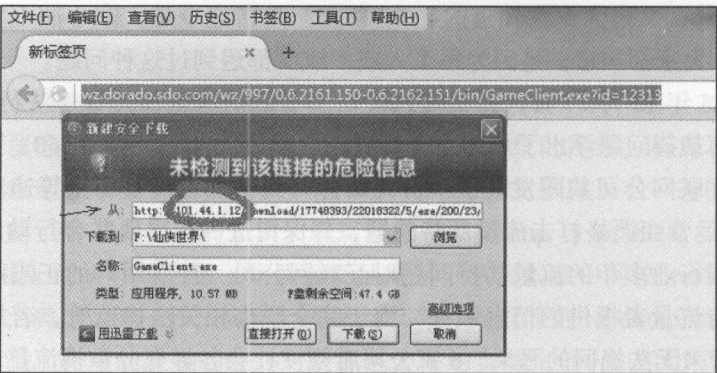 文件(F) 编辑(E) 查看(V) 历史(S) 书签(B) 工具(T) 帮助(H)
新标签页 × +
wz.dorado.sdo.com/wz/997/0.6.2161.150-0.6.2162.151/bin/GameClient.exe?id=12313
新建安全下载
未检测到该链接的危险信息
从: http: 101.44.1.12/ wnload/17748393/22018322/5/exe/200/23/
下载到: F:\仙侠世界\ 浏览
名称: GameClient.exe
类型: 应用程序, 10.57 MB F盘剩余空间:47.4 GB
高级选项
用迅雷下载 直接打开(O) 下载(S) 取消